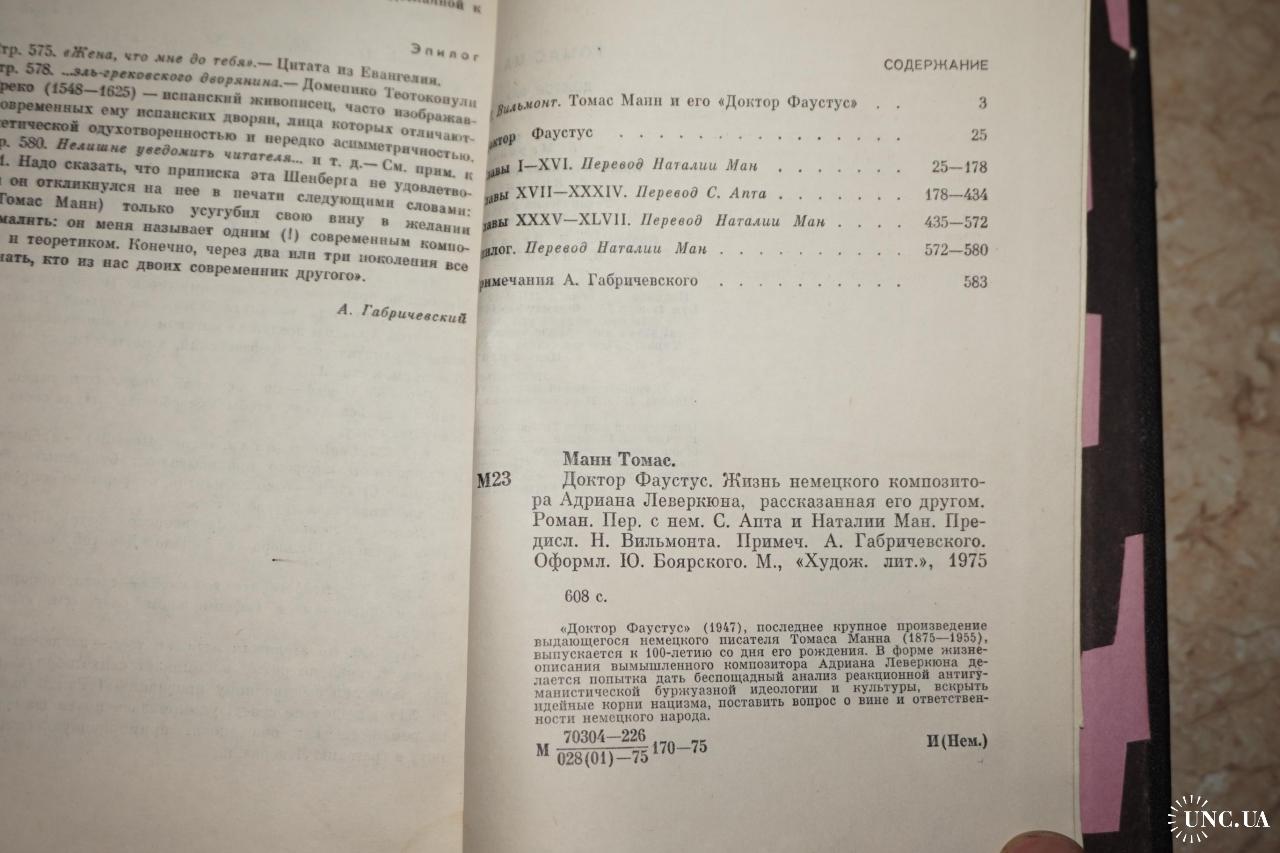 Эпилог
тр. 575. «Жена, что мне до тебя».— Цитата из Евангелия.
тр. 578. ...эль-грековского дворянина.— Доменико Теотокопули
реко (1548—1625) — испанский живописец, часто изображав-
овременных ему испанских дворян, лица которых отличают-
етической одухотворенностью и нередко асимметричностью.
р. 580. Нелишне уведомить читателя... и т. д.— См. прим. к
1. Надо сказать, что приписка эта Шенберга не удовлетво-
он откликнулся на нее в печати следующими словами:
Томас Манн) только усугубил свою вину в желании
малить: он меня называет одним (!) современным компо-
и теоретиком. Конечно, через два или три поколения все
нать, кто из нас двоих современник другого».
А. Габричевский
СОДЕРЖАНИЕ
Вильмонт. Томас Манн и его «Доктор Фаустус» . . 3
октор Фаустус . . . . . . . . . . . . . . . 25
лавы I—XVI. Перевод Наталии Ман . . . . . . . 25—178
лавы XVII—XXXIV. Перевод С. Апта . . . . . . . 178—434
лавы XXXV—XLVII. Перевод Наталии Ман . . . . 435—572
пилог. Перевод Наталии Ман . . . . . . . . . . 572—580
римечания А. Габричевского . . . . . . . . . . 583
Манн Томас.
М23 Доктор Фаустус. Жизнь немецкого композито-
ра Адриана Леверкюна, рассказанная его другом.
Роман. Пер. с нем. С. Апта и Наталии Ман. Пре-
дисл. Н. Вильмонта. Примеч. А. Габричевского.
Оформл. Ю. Боярского. М., «Худож. лит.», 1975
608 с.
«Доктор Фаустус» (1947), последнее крупное произведение
выдающегося немецкого писателя Томаса Манна (1875—1955),
выпускается к 100-летию со дня его рождения. В форме жизне-
описания вымышленного композитора Адриана Леверкюна де-
лается попытка дать беспощадный анализ реакционной антигу-
манистической буржуазной идеологии и культуры, вскрыть
идейные корни нацизма, поставить вопрос о вине и ответствен-
ности немецкого народа.
70304—226
М 170—75 И(Нем.)
028(01)—75
UNC.UA